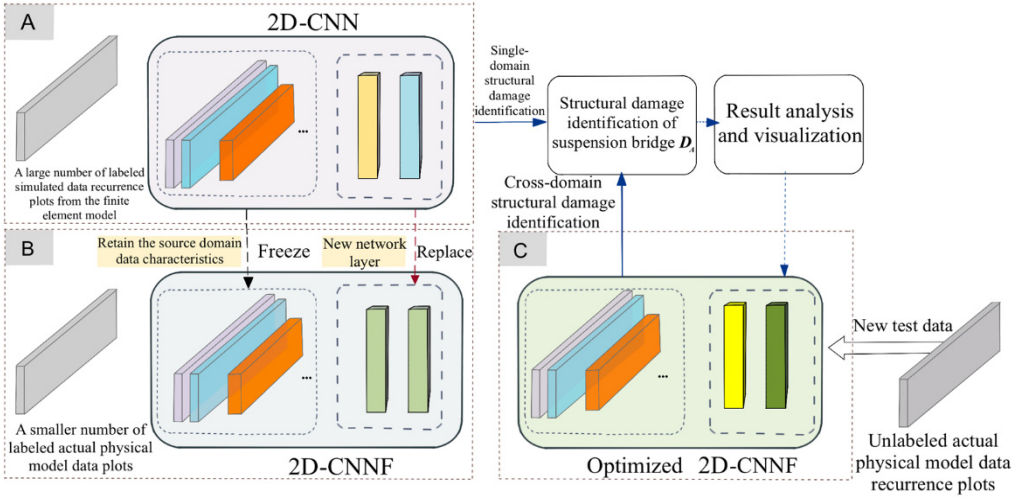 A
2D-CNN
...
A large number of labeled
simulated data recurrence
plots from the finite
element model
Single-
domain
structural
damage
identification
Structural damage
identification of
suspension bridge D_A
Result analysis
and visualization
Cross-domain
structural damage
identification
B
Retain the source domain
data characteristics
Freeze
New network
layer
Replace
...
A smaller number of
labeled actual physical
model data plots
2D-CNNF
C
...
Optimized 2D-CNNF
New test data
Unlabeled actual
physical model data
recurrence plots